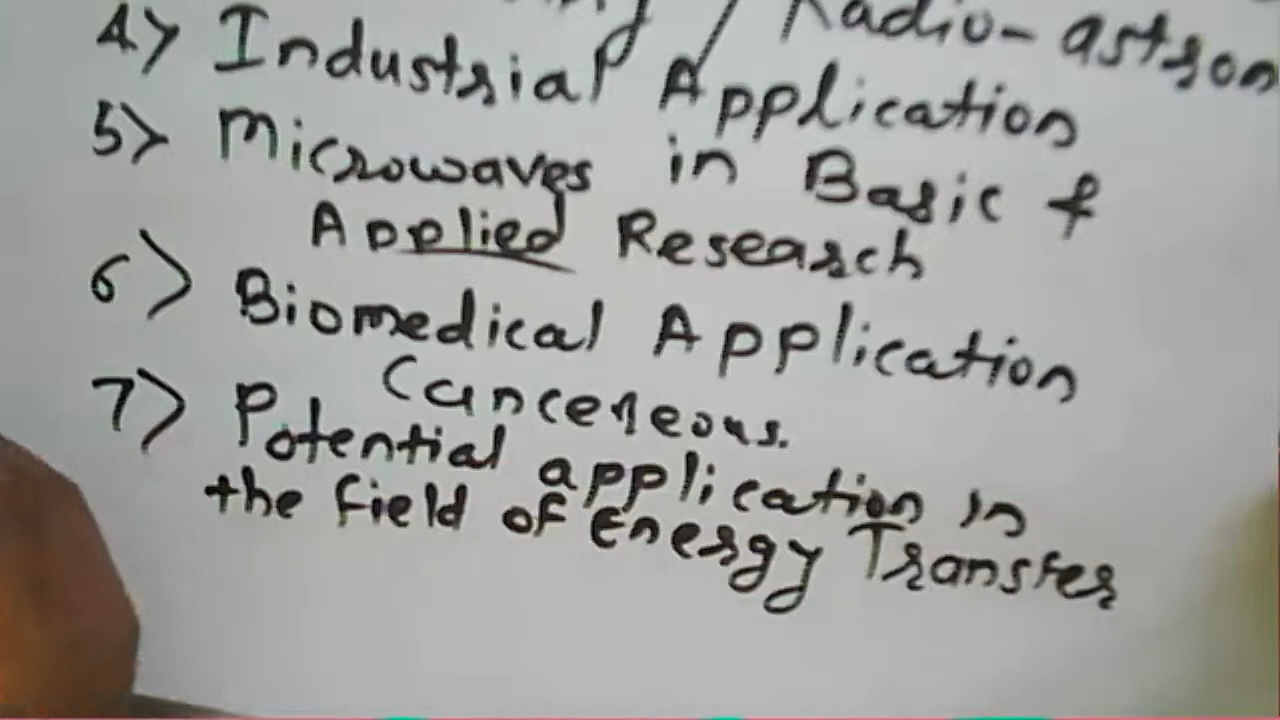 / Radio-astron
4> Industrial Application
5> Microwaves in Basic &
Applied Research
6> Biomedical Application
(Canceneous.
7> Potential application in
the field of Energy Transfer